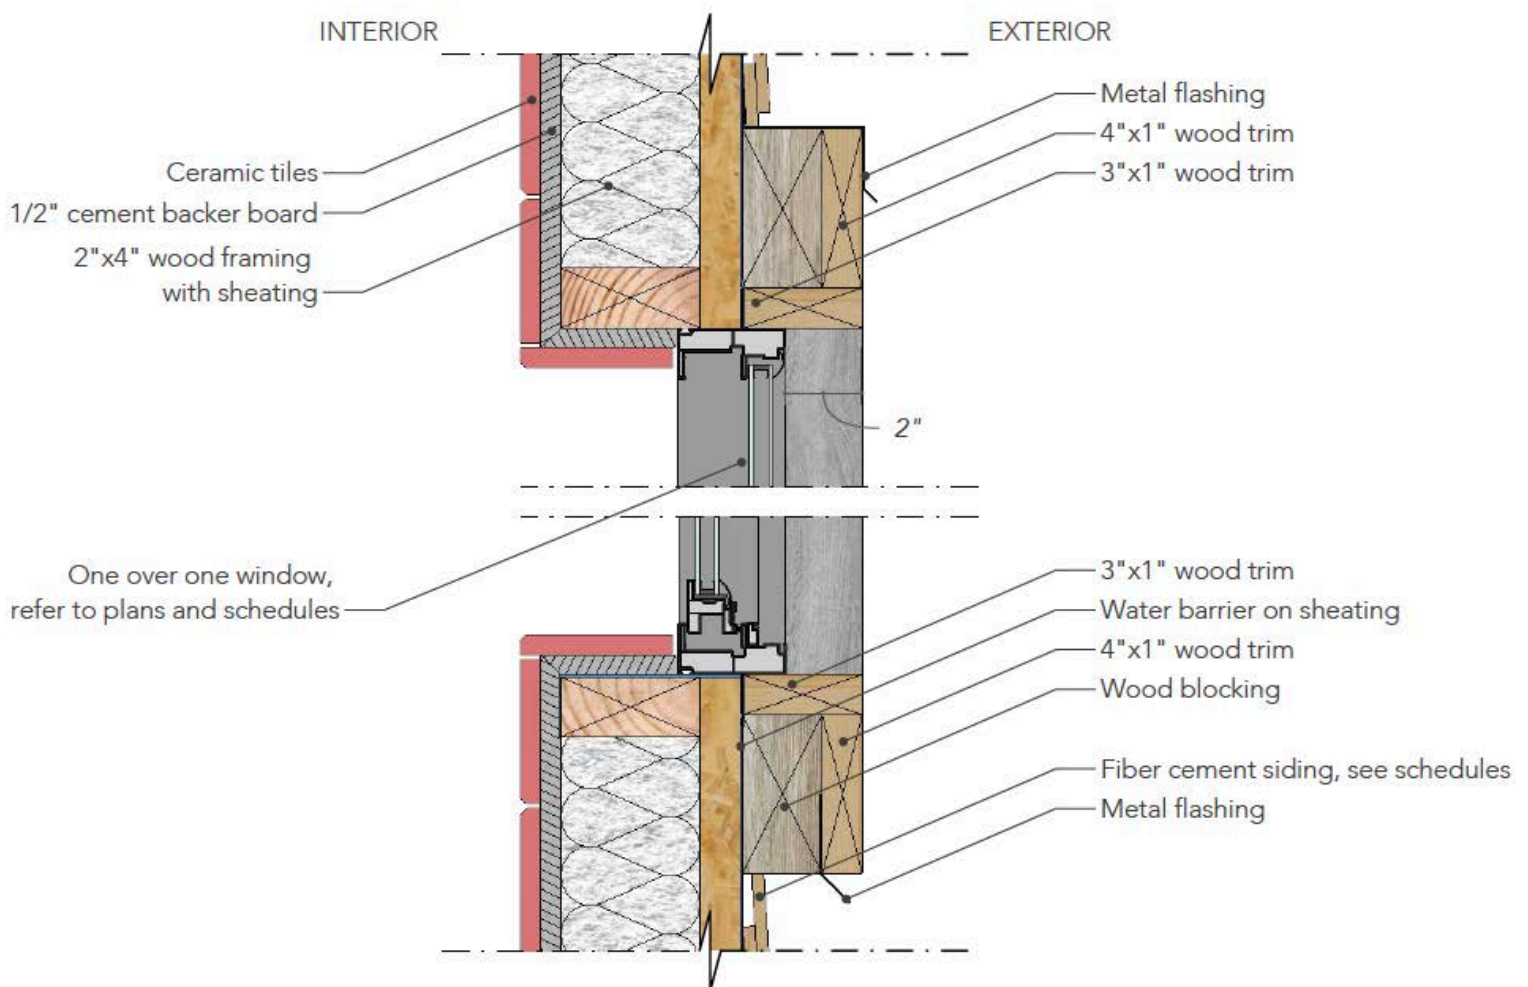 INTERIOR
EXTERIOR
Metal flashing
4"x1" wood trim
3"x1" wood trim
Ceramic tiles
1/2" cement backer board
2"x4" wood framing
with sheating
2"
One over one window,
refer to plans and schedules
3"x1" wood trim
Water barrier on sheating
4"x1" wood trim
Wood blocking
Fiber cement siding, see schedules
Metal flashing